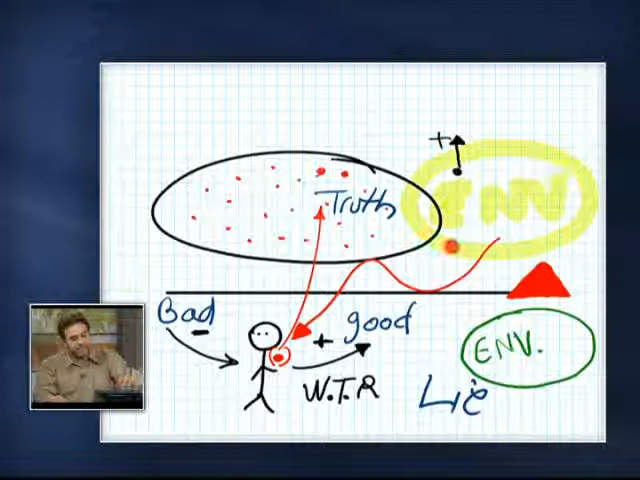 +
Truth
ENV
Bad
+ good
ENV.
W.T.R
Lie